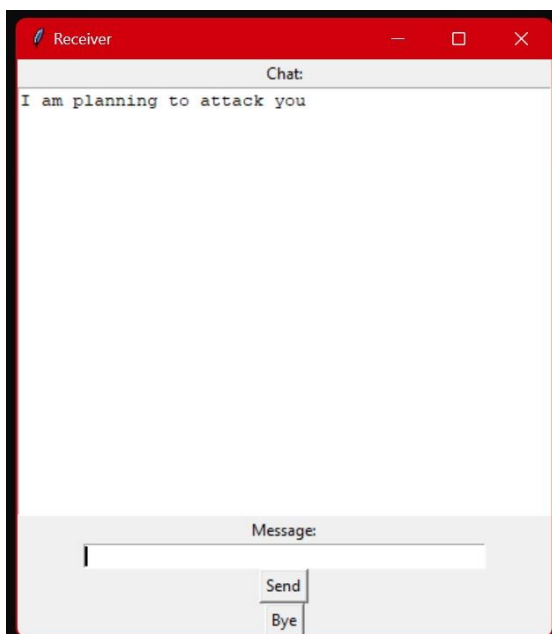 Receiver
Chat:
I am planning to attack you
Message:
Send
Bye